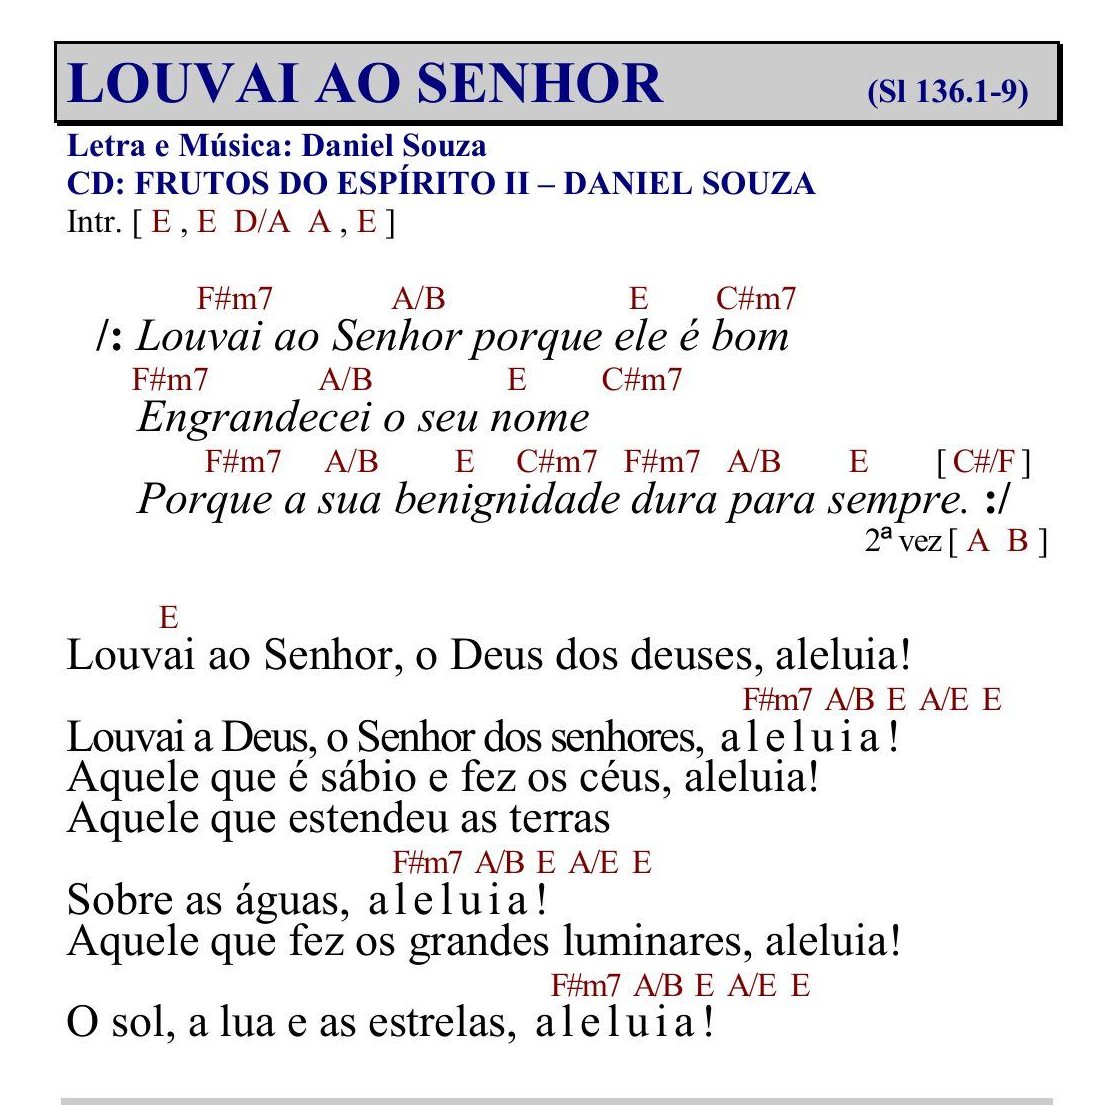 LOUVAI AO SENHOR (Sl 136.1-9)
Letra e Música: Daniel Souza
CD: FRUTOS DO ESPÍRITO II – DANIEL SOUZA
Intr. [ E , E D/A A , E ]
F#m7 A/B E C#m7
/: Louvai ao Senhor porque ele é bom
F#m7 A/B E C#m7
Engrandecei o seu nome
F#m7 A/B E C#m7 F#m7 A/B E [ C#/F ]
Porque a sua benignidade dura para sempre. :/
2ª vez [ A B ]
E
Louvai ao Senhor, o Deus dos deuses, aleluia!
F#m7 A/B E A/E E
Louvai a Deus, o Senhor dos senhores, aleluia!
Aquele que é sábio e fez os céus, aleluia!
Aquele que estendeu as terras
F#m7 A/B E A/E E
Sobre as águas, aleluia!
Aquele que fez os grandes luminares, aleluia!
F#m7 A/B E A/E E
O sol, a lua e as estrelas, aleluia!